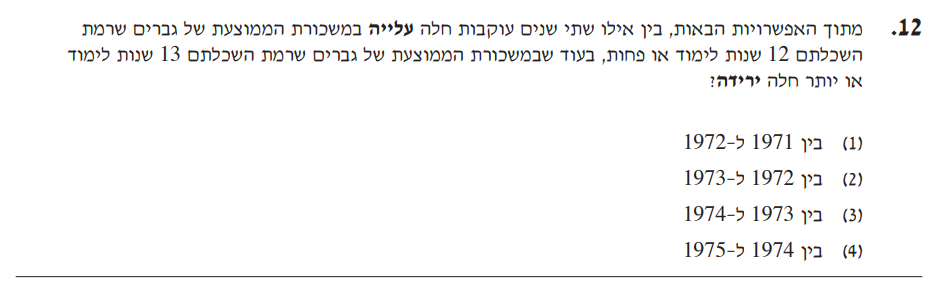 12. מתוך האפשרויות הבאות, בין אילו שתי שנים עוקבות חלה עלייה במשכורת הממוצעת של גברים שרמת
השכלתם 12 שנות לימוד או פחות, בעוד שבמשכורת הממוצעת של גברים שרמת השכלתם 13 שנות לימוד
או יותר חלה ירידה?
(1) בין 1971 ל-1972
(2) בין 1972 ל-1973
(3) בין 1973 ל-1974
(4) בין 1974 ל-1975